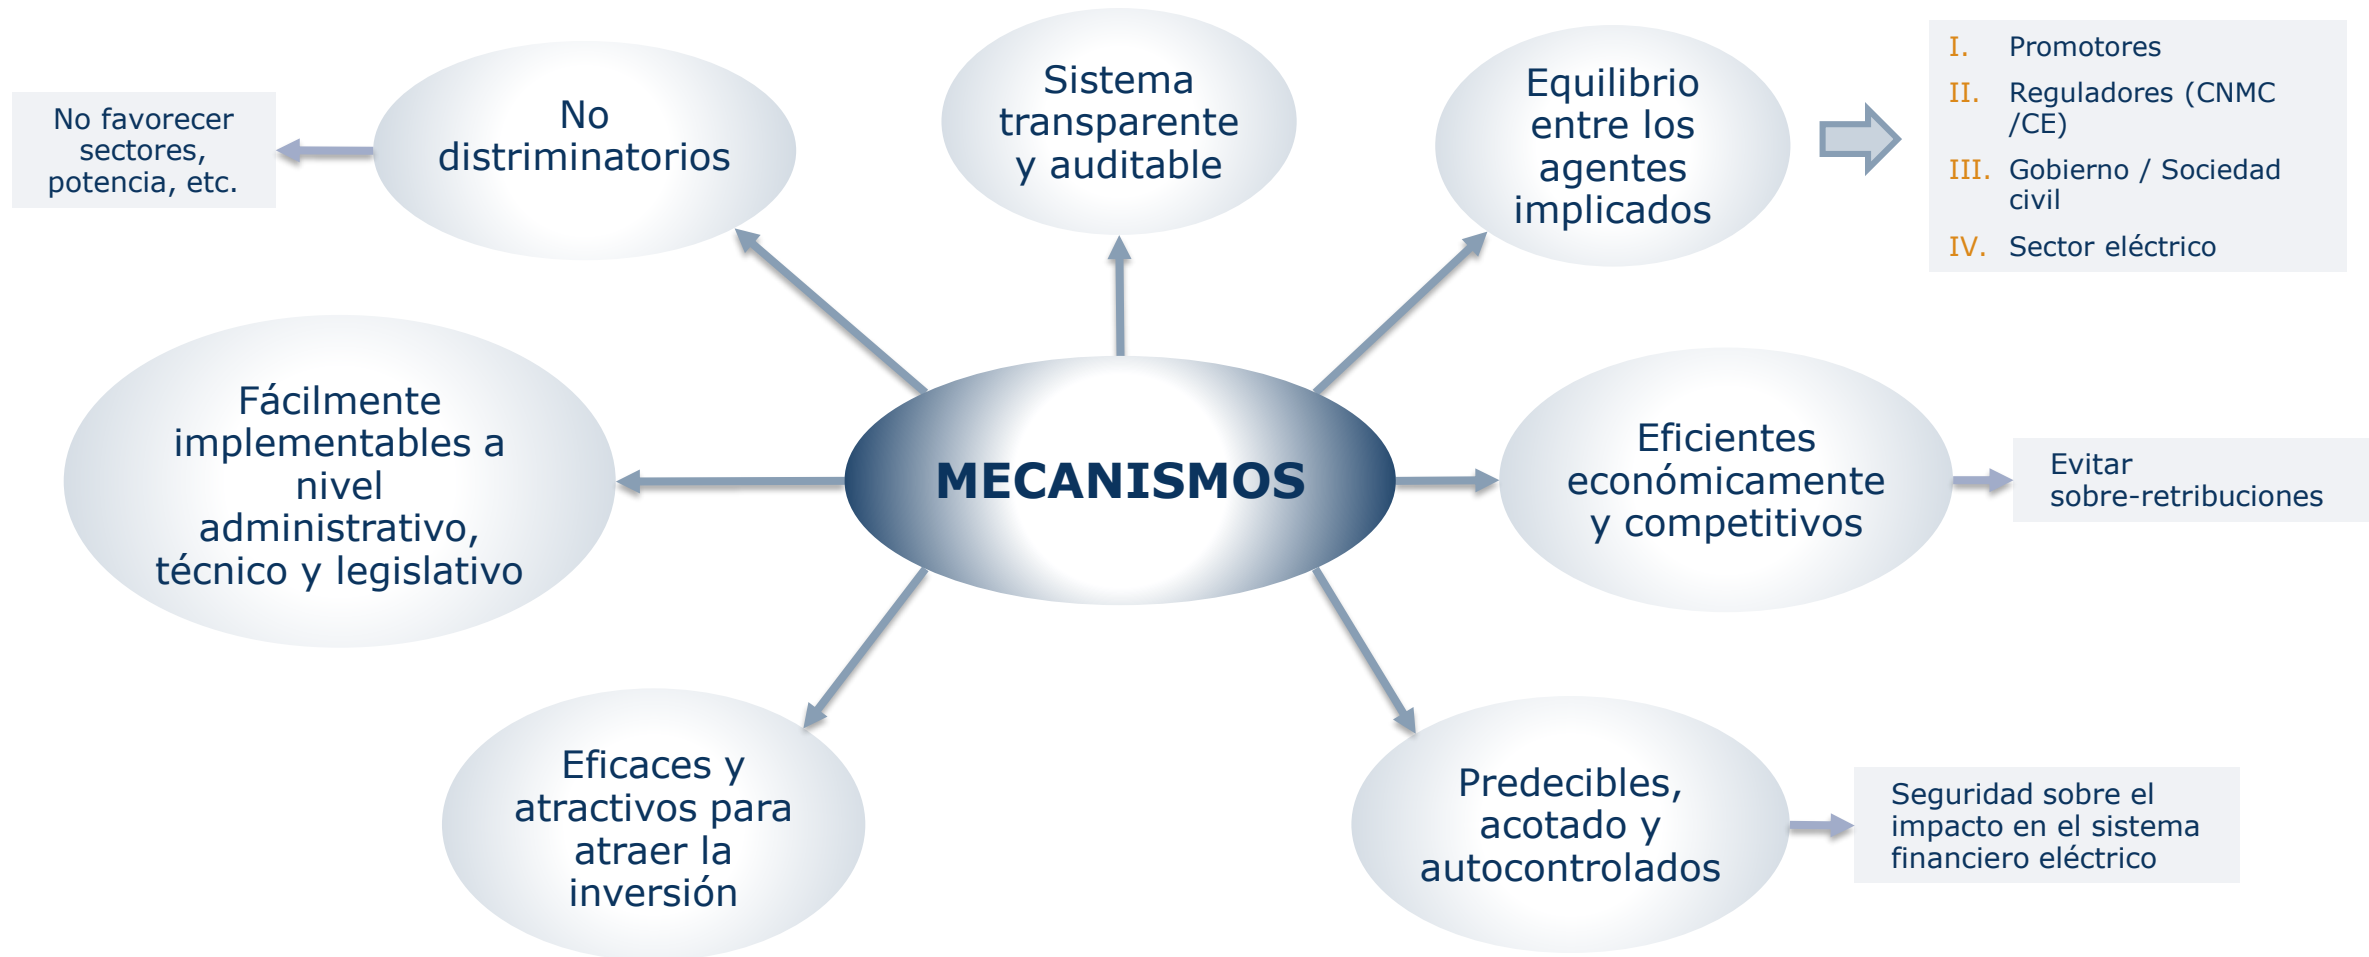 No favorecer
sectores,
potencia, etc.
No
distriminatorios
Sistema
transparente
y auditable
Equilibrio
entre los
agentes
implicados
I. Promotores
II. Reguladores (CNMC
/CE)
III. Gobierno / Sociedad
civil
IV. Sector eléctrico
Fácilmente
implementables a
nivel
administrativo,
técnico y legislativo
MECANISMOS
Eficientes
económicamente
y competitivos
Evitar
sobre-retribuciones
Eficaces y
atractivos para
atraer la
inversión
Predecibles,
acotado y
autocontrolados
Seguridad sobre el
impacto en el sistema
financiero eléctrico